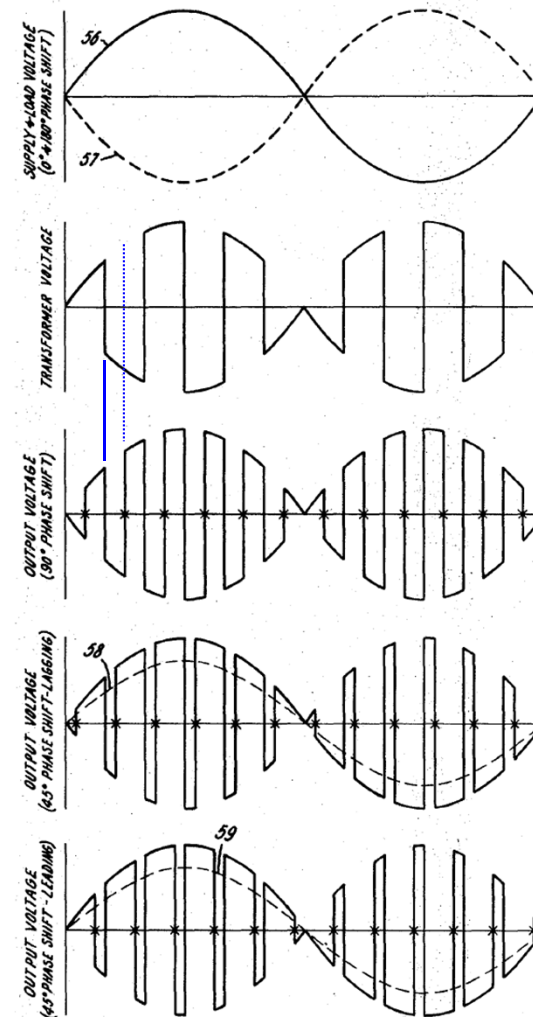 SUPPLY & LOAD VOLTAGE
(0° & 180° PHASE SHIFT)
56
57
TRANSFORMER VOLTAGE
OUTPUT VOLTAGE
(90° PHASE SHIFT)
OUTPUT VOLTAGE
(45° PHASE SHIFT-LAGGING)
58
OUTPUT VOLTAGE
(45° PHASE SHIFT-LEADING)
59